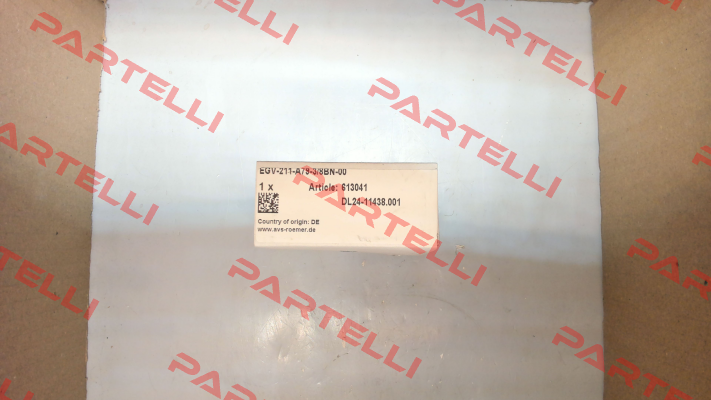 EGV-211-A79-3/8BN-00
1 x Article: 613041
DL24-11438.001
Country of origin: DE
www.avs-roemer.de
PARTELLI
PARTELLI
PARTELLI
PARTELLI
PARTELLI
PARTELLI
PARTELLI
PARTELLI
PARTELLI
PARTELLI
PARTELLI